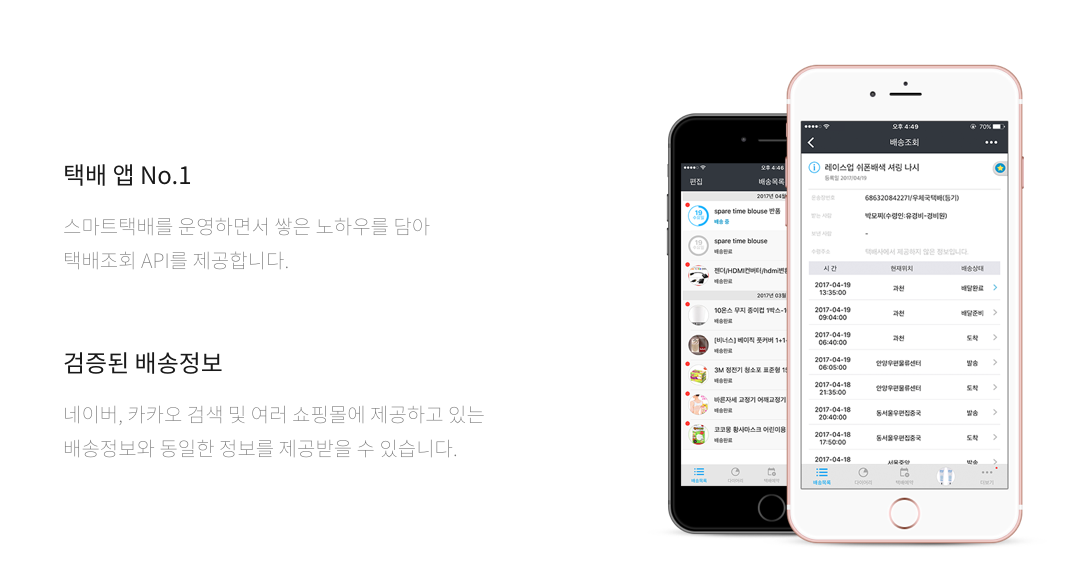 택배 앱 No.1
스마트택배를 운영하면서 쌓은 노하우를 담아
택배조회 API를 제공합니다.
검증된 배송정보
네이버, 카카오 검색 및 여러 쇼핑몰에 제공하고 있는
배송정보와 동일한 정보를 제공받을 수 있습니다.
오후 4:46
편집 배송목록
2017년 04월
19
spare time blouse 반품
배송 중
19
spare time blouse
배송완료
젠더/HDMI컨버터/hdmi변환
배송완료
2017년 03월
10온스 무지 종이컵 1박스-1
배송완료
[비너스] 베이직 풋커버 1+1
배송완료
3M 정전기 청소포 표준형 15
배송완료
바른자세 교정기 어깨교정기
배송완료
코코몽 황사마스크 어린이용
배송완료
배송목록 다이어리 택배예약
오후 4:49 70%
배송조회
레이스업 쉬폰배색 셔링 나시
등록일 2017/04/19
운송장번호 6863208422271/우체국택배(등기)
받는 사람 박모찌(수령인:유경비-경비원)
보낸 사람 -
수령주소 택배사에서 제공하지 않은 정보입니다.
시 간 현재위치 배송상태
2017-04-19
13:35:00 과천 배달완료
2017-04-19
09:04:00 과천 배달준비
2017-04-19
06:40:00 과천 도착
2017-04-19
06:05:00 안양우편물류센터 발송
2017-04-18
21:35:00 안양우편물류센터 도착
2017-04-18
20:40:00 동서울우편집중국 발송
2017-04-18
17:50:00 동서울우편집중국 도착
2017-04-18 서울중앙 발송
배송목록 다이어리 택배예약 더보기